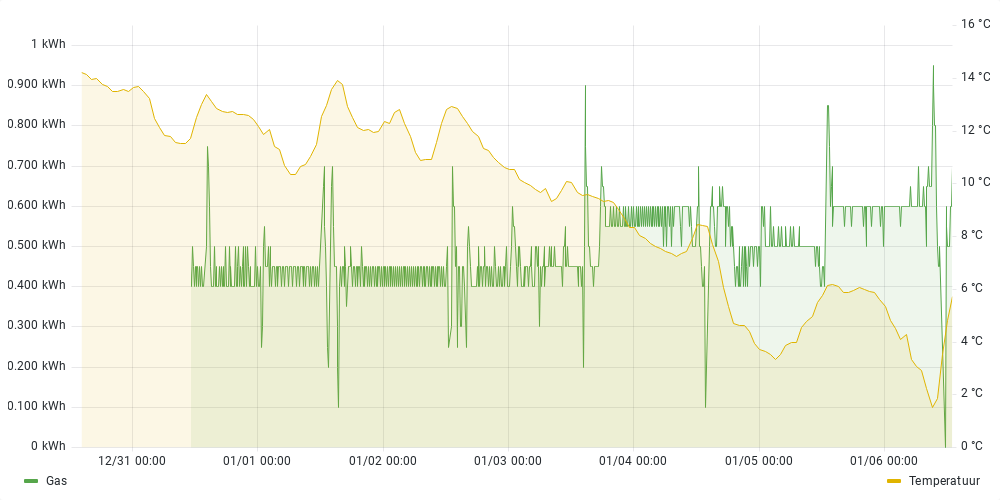 16 °C
1 kWh
14 °C
0.900 kWh
0.800 kWh
12 °C
0.700 kWh
10 °C
0.600 kWh
8 °C
0.500 kWh
6 °C
0.400 kWh
0.300 kWh
4 °C
0.200 kWh
2 °C
0.100 kWh
0 kWh
0 °C
12/31 00:00 01/01 00:00 01/02 00:00 01/03 00:00 01/04 00:00 01/05 00:00 01/06 00:00
Gas
Temperatuur